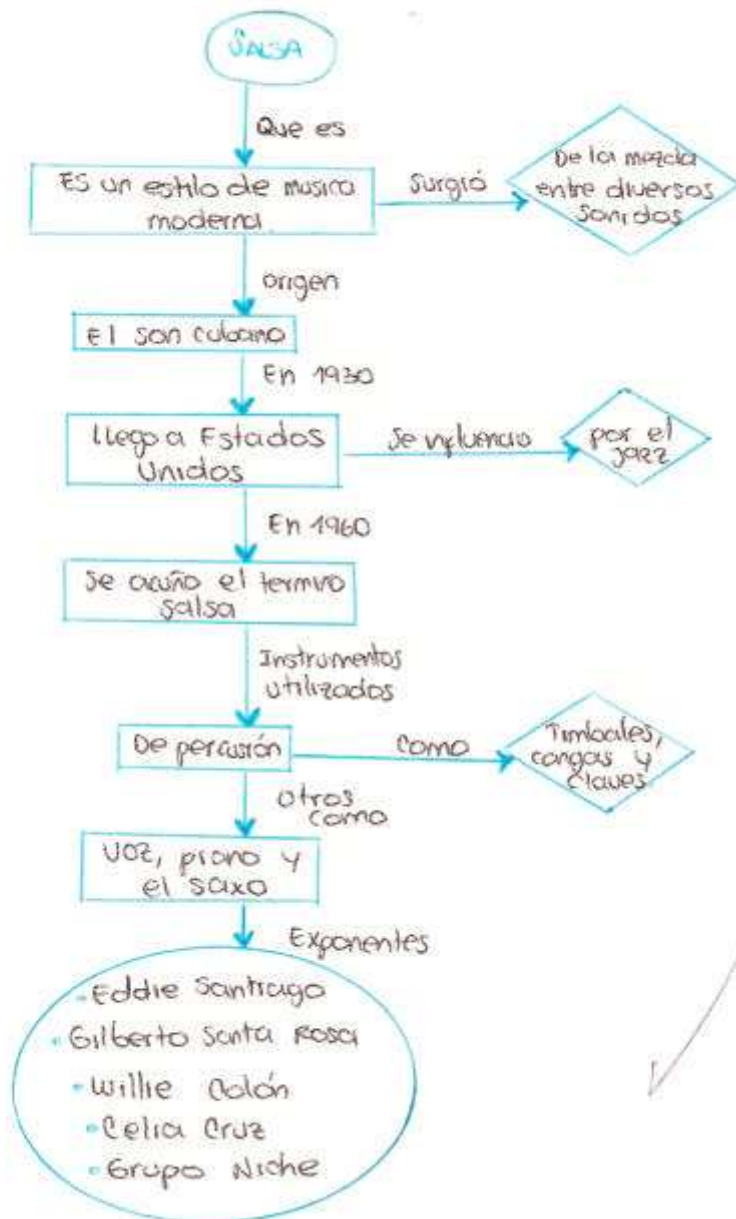 SALSA
Que es
Es un estilo de musica
moderna
Surgió
De la mezcla
entre diversos
sonidos
origen
El son cubano
En 1930
llego a Estados
Unidos
Se influencio
por el
jazz
En 1960
Se acuño el termino
salsa
Instrumentos
utilizados
De percusión
como
Timbales,
congas y
claves
otros
como
voz, piano y
el saxo
Exponentes
• Eddie Santiago
• Gilberto Santa Rosa
• Willie Colón
• Celia Cruz
• Grupo Niche